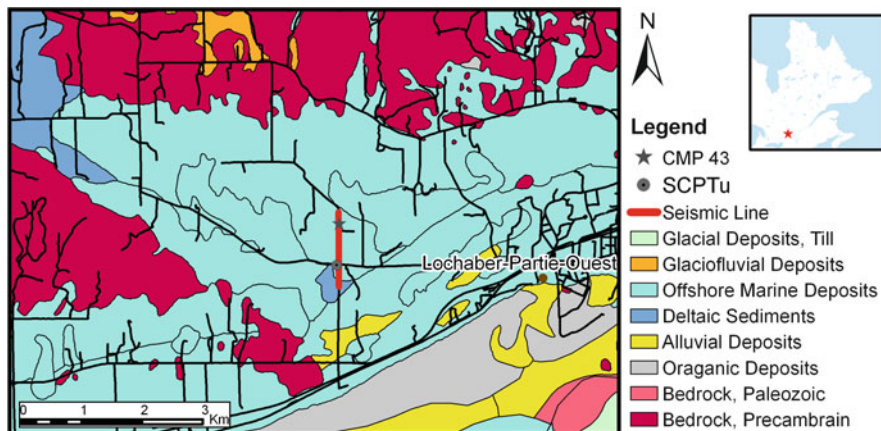 N
Legend
CMP 43
SCPTu
Seismic Line
Glacial Deposits, Till
Glaciofluvial Deposits
Offshore Marine Deposits
Deltaic Sediments
Alluvial Deposits
Oraganic Deposits
Bedrock, Paleozoic
Bedrock, Precambrain
Lochaber-Partie-Ouest
0 1 2 3
Km